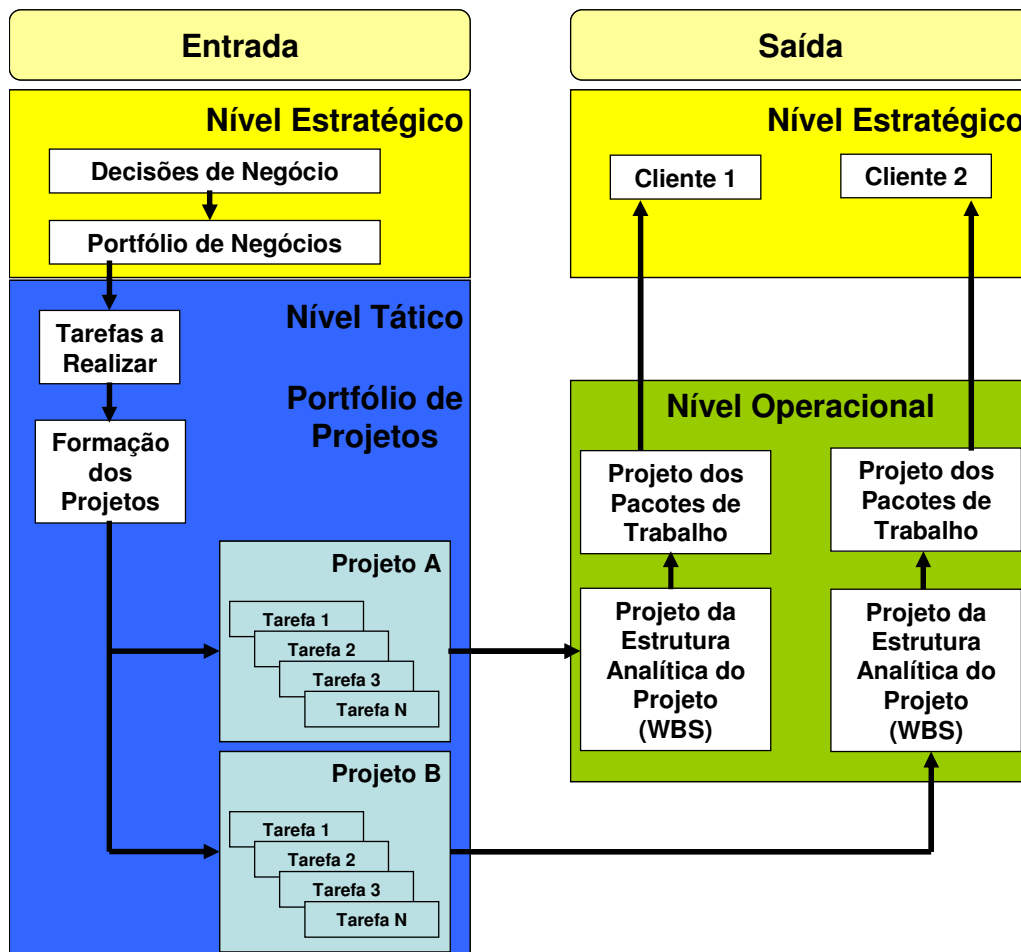 Entrada
Nível Estratégico
Decisões de Negócio
Portfólio de Negócios
Nível Tático
Tarefas a
Realizar
Portfólio de
Projetos
Formação
dos
Projetos
Projeto A
Tarefa 1
Tarefa 2
Tarefa 3
Tarefa N
Projeto B
Tarefa 1
Tarefa 2
Tarefa 3
Tarefa N
Saída
Nível Estratégico
Cliente 1
Cliente 2
Nível Operacional
Projeto dos
Pacotes de
Trabalho
Projeto da
Estrutura
Analítica do
Projeto
(WBS)
Projeto dos
Pacotes de
Trabalho
Projeto da
Estrutura
Analítica do
Projeto
(WBS)